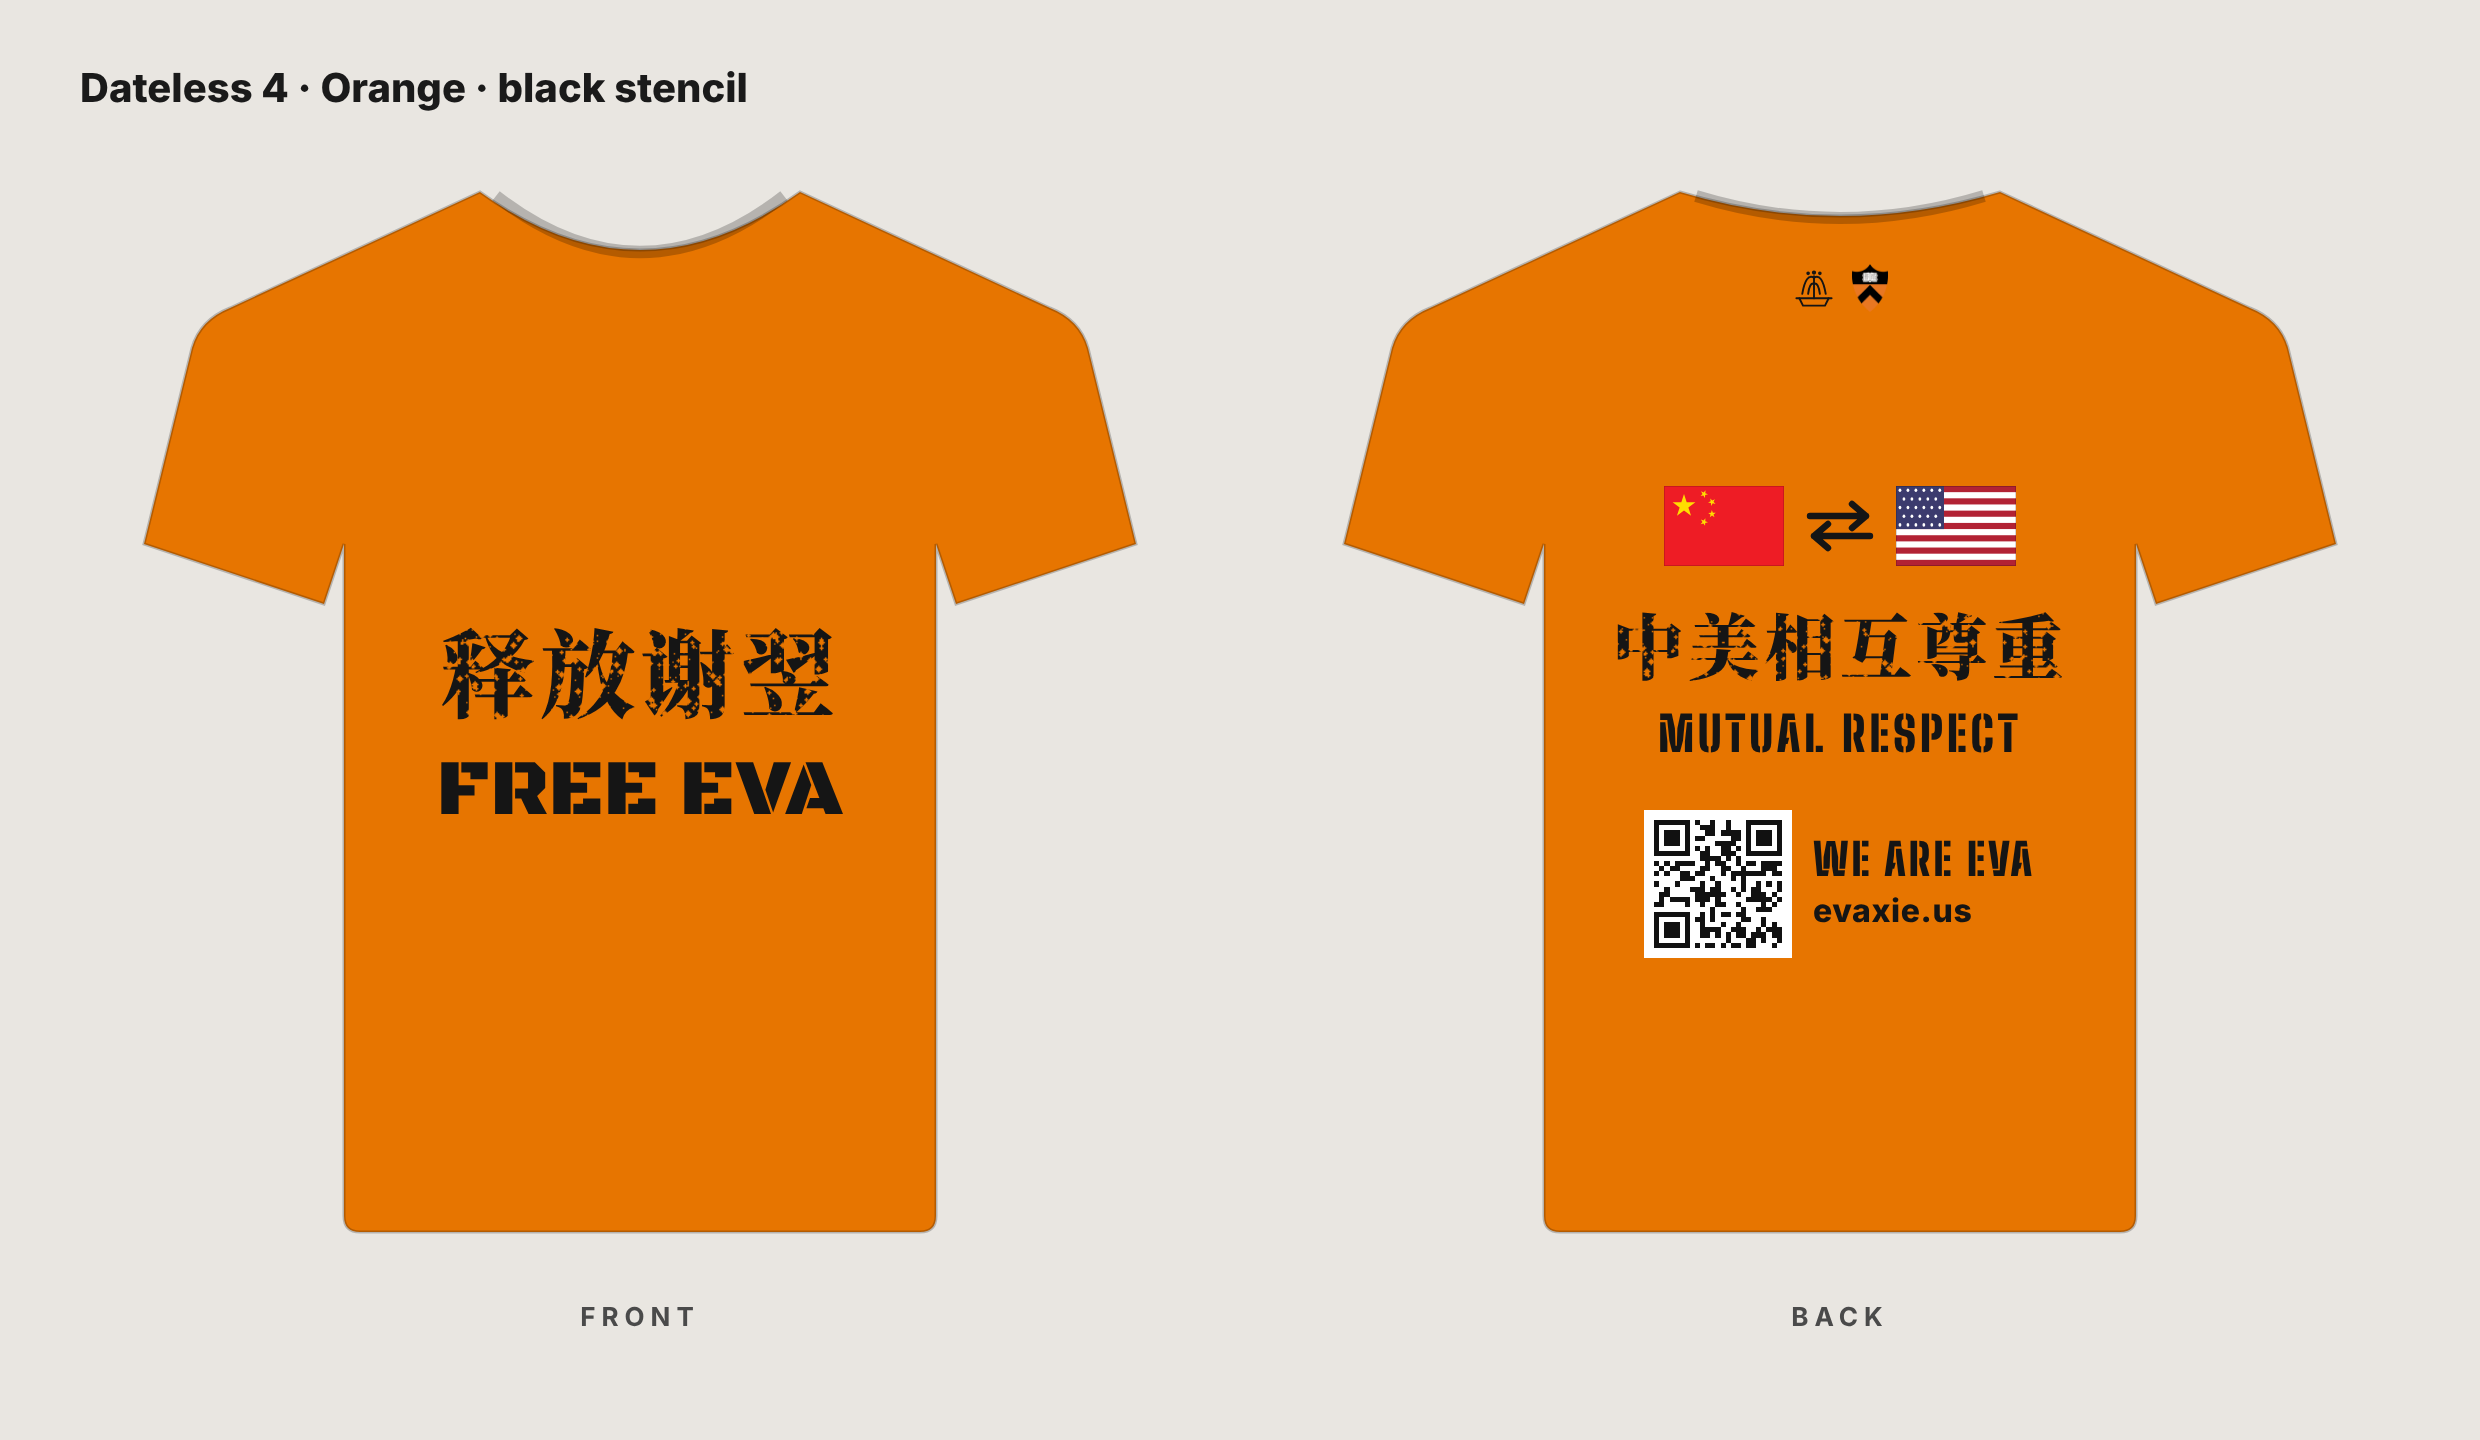 Dateless 4 · Orange · black stencil
释放谢翌
FREE EVA
FRONT
中美相互尊重
MUTUAL RESPECT
WE ARE EVA
evaxie.us
BACK